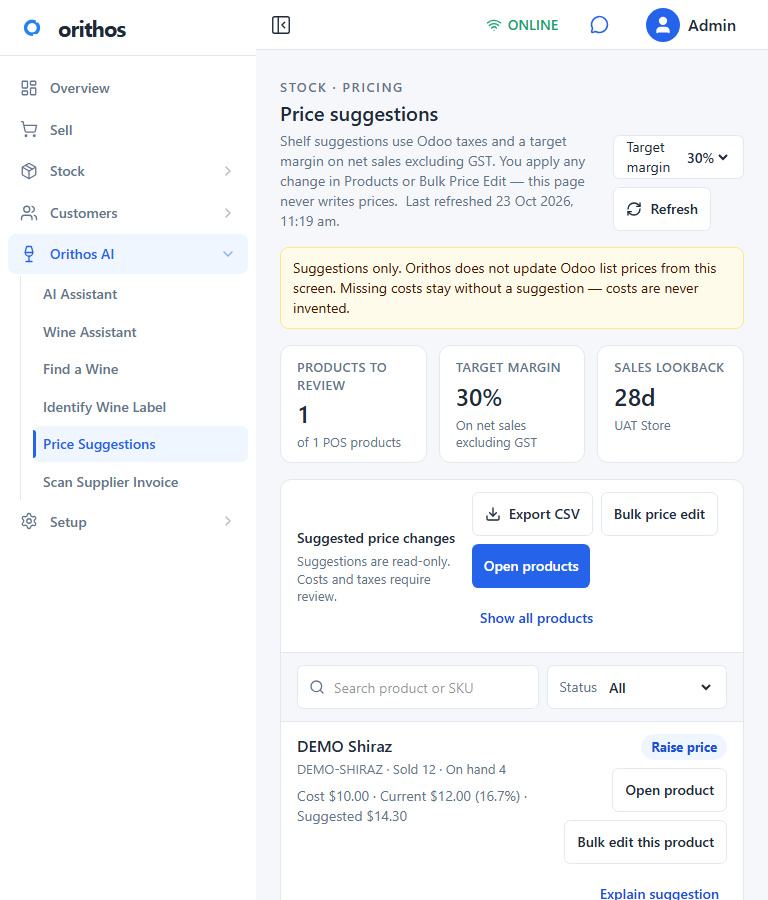 orithos
ONLINE
Admin
Overview
Sell
Stock
Customers
Orithos AI
AI Assistant
Wine Assistant
Find a Wine
Identify Wine Label
Price Suggestions
Scan Supplier Invoice
Setup
STOCK · PRICING
Price suggestions
Shelf suggestions use Odoo taxes and a target
margin on net sales excluding GST. You apply any
change in Products or Bulk Price Edit — this page
never writes prices. Last refreshed 23 Oct 2026,
11:19 am.
Target
margin
30%
Refresh
Suggestions only. Orithos does not update Odoo list prices from this
screen. Missing costs stay without a suggestion — costs are never
invented.
PRODUCTS TO
REVIEW
1
of 1 POS products
TARGET MARGIN
30%
On net sales
excluding GST
SALES LOOKBACK
28d
UAT Store
Suggested price changes
Suggestions are read-only.
Costs and taxes require
review.
Export CSV
Bulk price edit
Open products
Show all products
Search product or SKU
Status All
DEMO Shiraz
DEMO-SHIRAZ · Sold 12 · On hand 4
Cost $10.00 · Current $12.00 (16.7%) ·
Suggested $14.30
Raise price
Open product
Bulk edit this product
Explain suggestion